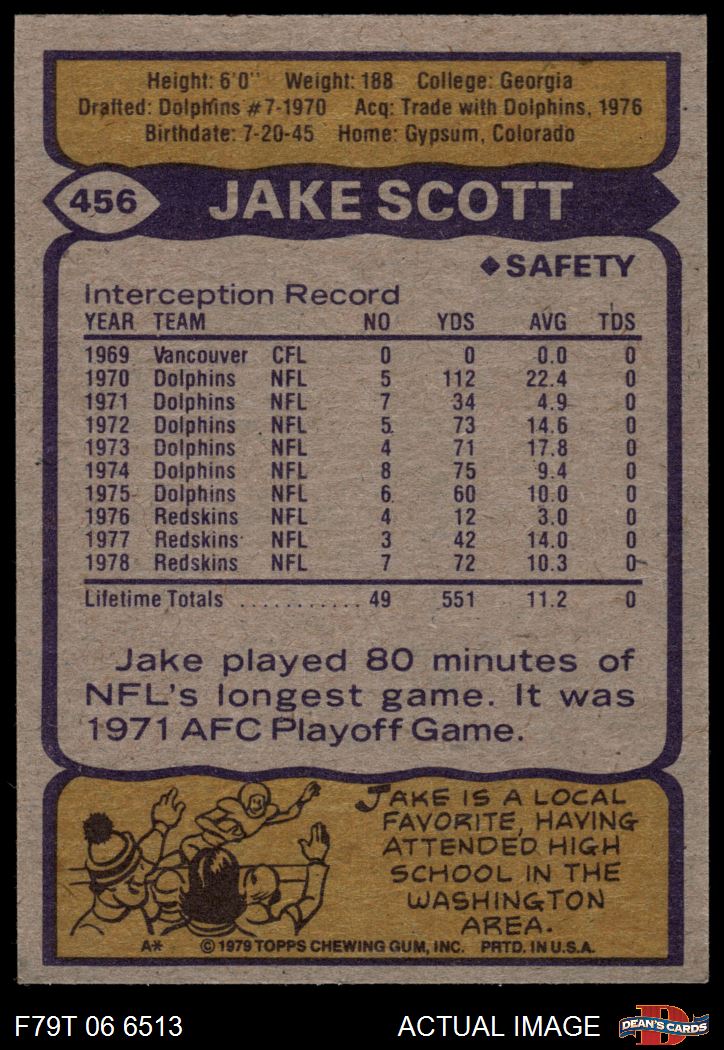 Height: 6'0" Weight: 188 College: Georgia
Drafted: Dolphins #7-1970 Acq: Trade with Dolphins, 1976
Birthdate: 7-20-45 Home: Gypsum, Colorado
456 JAKE SCOTT
◆SAFETY
Interception Record
YEAR TEAM NO YDS AVG TDS
1969 Vancouver CFL 0 0 0.0 0
1970 Dolphins NFL 5 112 22.4 0
1971 Dolphins NFL 7 34 4.9 0
1972 Dolphins NFL 5 73 14.6 0
1973 Dolphins NFL 4 71 17.8 0
1974 Dolphins NFL 8 75 9.4 0
1975 Dolphins NFL 6 60 10.0 0
1976 Redskins NFL 4 12 3.0 0
1977 Redskins NFL 3 42 14.0 0
1978 Redskins NFL 7 72 10.3 0
Lifetime Totals ........... 49 551 11.2 0
Jake played 80 minutes of
NFL's longest game. It was
1971 AFC Playoff Game.
JAKE IS A LOCAL
FAVORITE, HAVING
ATTENDED HIGH
SCHOOL IN THE
WASHINGTON
AREA.
A* © 1979 TOPPS CHEWING GUM, INC. PRTD. IN U.S.A.
F79T 06 6513 ACTUAL IMAGE D DEAN'S CARDS